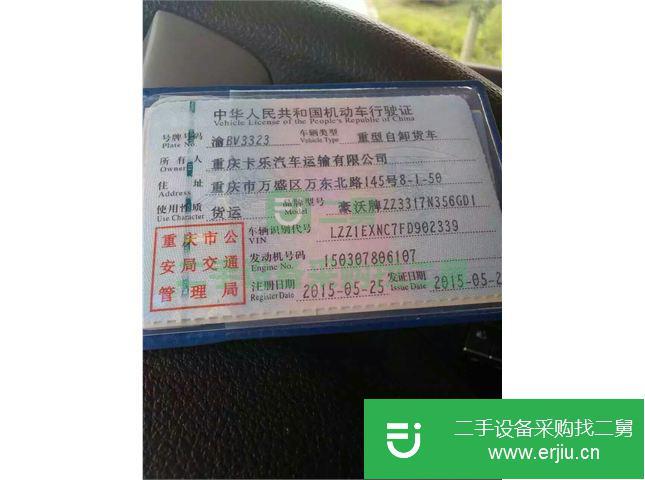 中华人民共和国机动车行驶证
Vehicle License of the People's Republic of China
号牌号码 渝BV3323 车辆类型 重型自卸货车
Plate No. Vehicle Type
所有人 重庆卡乐汽车运输有限公司
Owner
住址 重庆市万盛区万东北路145号8-1-50
Address
使用性质 货运 品牌型号 豪沃牌ZZ3317N356GD1
Use Character Model
车辆识别代号 LZZ1EXNC7FD902339
VIN
发动机号码 150307806107
Engine No.
注册日期 2015-05-25 发证日期 2015-05-2
Register Date Issue Date
重庆市公
安局交通
管理局
二手设备采购找二舅
www.erjiu.cn